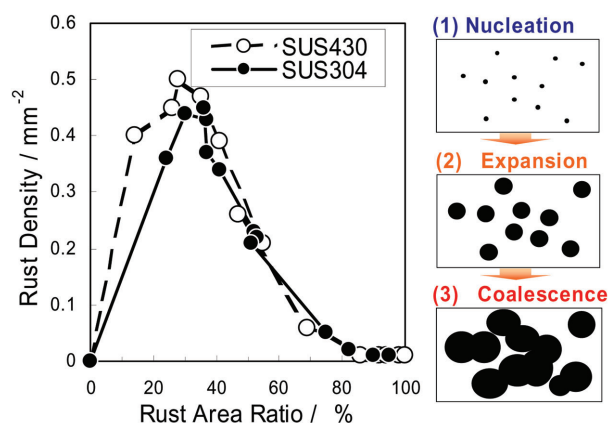 0.6
0.5
0.4
0.3
0.2
0.1
0
Rust Density / mm⁻²
SUS430
SUS304
0 20 40 60 80 100
Rust Area Ratio / %
(1) Nucleation
(2) Expansion
(3) Coalescence